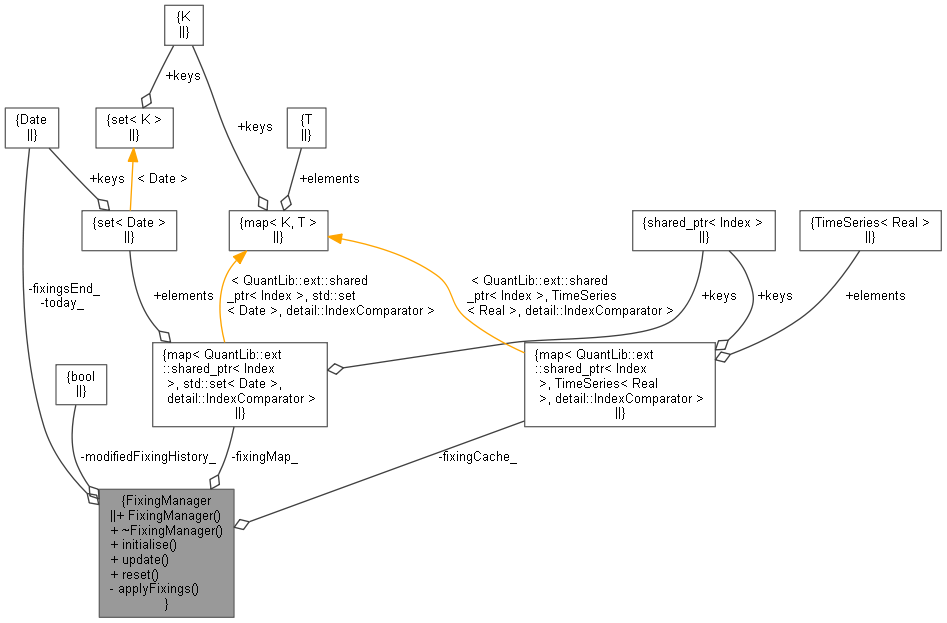 {K
||}
+keys
{Date
||}
{set< K >
||}
+keys
{T
||}
+keys
< Date >
+elements
{set< Date >
||}
{map< K, T >
||}
{shared_ptr< Index >
||}
{TimeSeries< Real >
||}
-fixingsEnd_
-today_
+elements
< QuantLib::ext::shared
_ptr< Index >, std::set
< Date >, detail::IndexComparator >
< QuantLib::ext::shared
_ptr< Index >, TimeSeries
< Real >, detail::IndexComparator >
+keys
+keys
+elements
{bool
||}
{map< QuantLib::ext
::shared_ptr< Index
>, std::set< Date >,
detail::IndexComparator >
||}
{map< QuantLib::ext
::shared_ptr< Index
>, TimeSeries< Real
>, detail::IndexComparator >
||}
-modifiedFixingHistory_
-fixingMap_
-fixingCache_
{FixingManager
||+ FixingManager()
+ ~FixingManager()
+ initialise()
+ update()
+ reset()
- applyFixings()
}